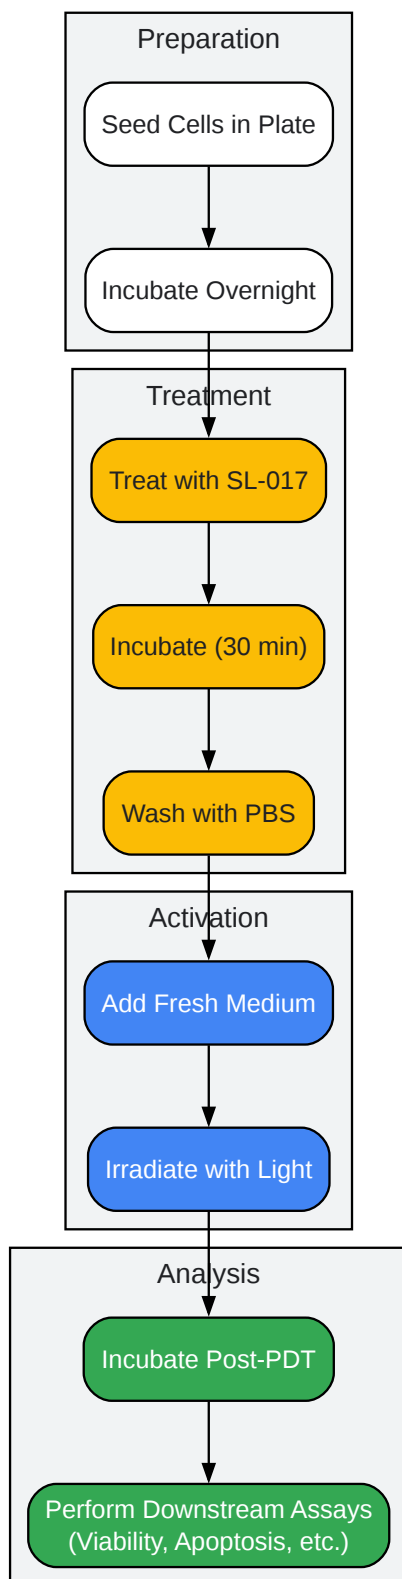 Preparation
Seed Cells in Plate
Incubate Overnight
Treatment
Treat with SL-017
Incubate (30 min)
Wash with PBS
Activation
Add Fresh Medium
Irradiate with Light
Analysis
Incubate Post-PDT
Perform Downstream Assays
(Viability, Apoptosis, etc.)